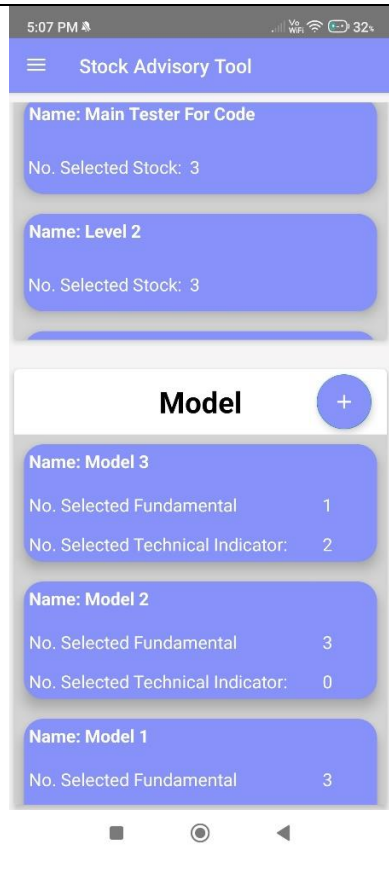 5:07 PM Vo WiFi 32%
Stock Advisory Tool
Name: Main Tester For Code
No. Selected Stock: 3
Name: Level 2
No. Selected Stock: 3
Model +
Name: Model 3
No. Selected Fundamental 1
No. Selected Technical Indicator: 2
Name: Model 2
No. Selected Fundamental 3
No. Selected Technical Indicator: 0
Name: Model 1
No. Selected Fundamental 3